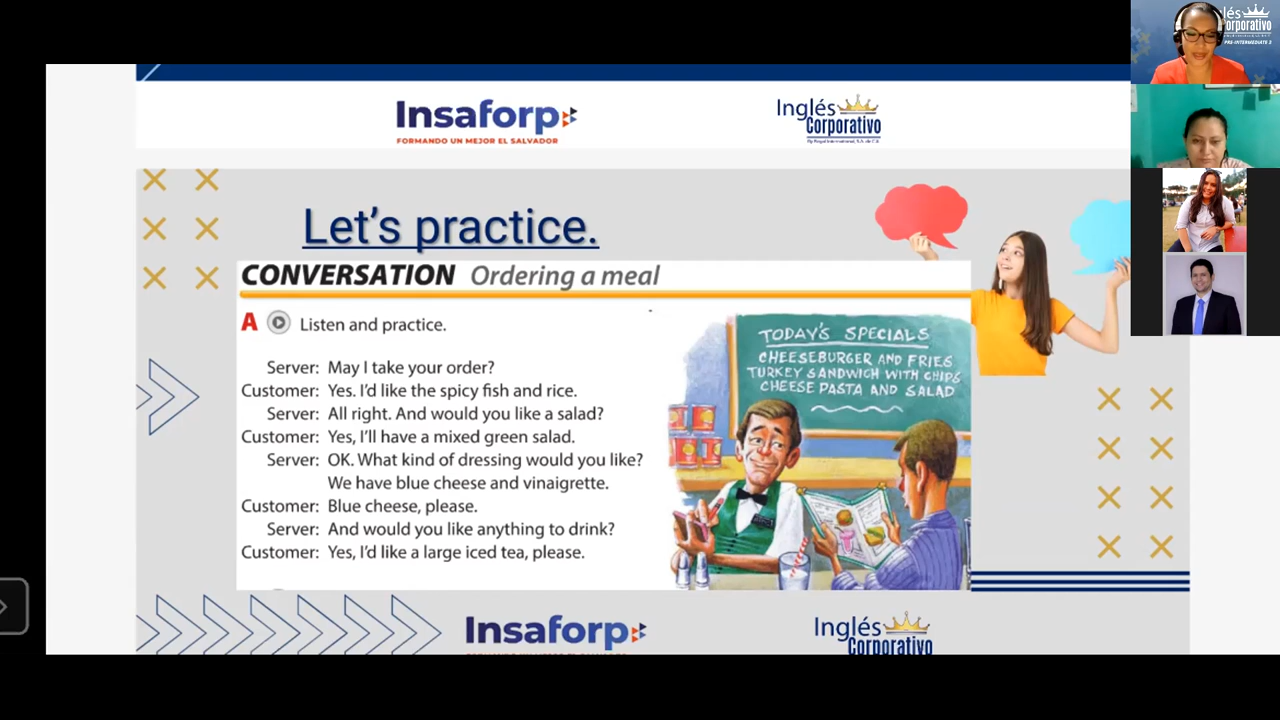 lés
Corporativo
PRE-INTERMEDIATE 2
Insaforp
FORMANDO UN MEJOR EL SALVADOR
Inglés
Corporativo
Let's practice.
CONVERSATION Ordering a meal
A Listen and practice.
Server: May I take your order?
Customer: Yes. I'd like the spicy fish and rice.
Server: All right. And would you like a salad?
Customer: Yes, I'll have a mixed green salad.
Server: OK. What kind of dressing would you like?
We have blue cheese and vinaigrette.
Customer: Blue cheese, please.
Server: And would you like anything to drink?
Customer: Yes, I'd like a large iced tea, please.
TODAY'S SPECIALS
CHEESEBURGER AND FRIES
TURKEY SANDWICH WITH CHIPS
CHEESE PASTA AND SALAD
Insaforp
Inglés
Corporativo